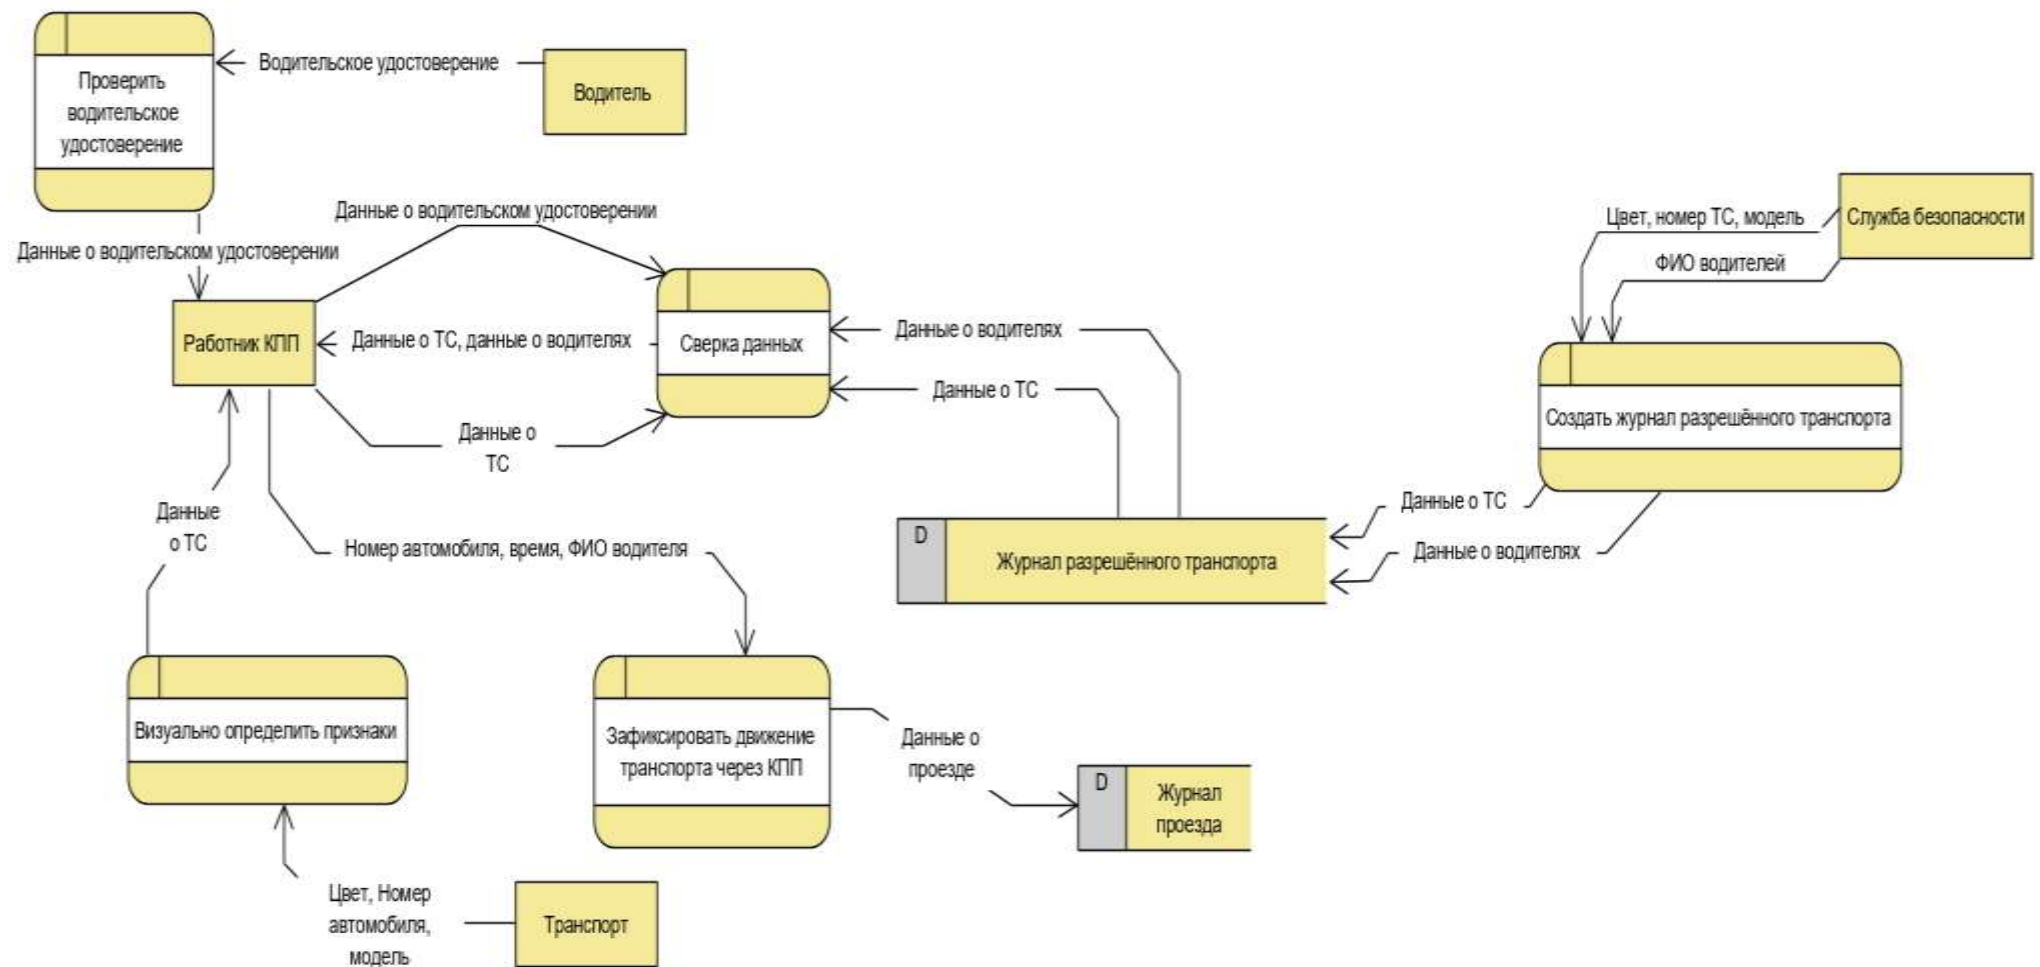 Проверить
водительское
удостоверение
Водительское удостоверение
Водитель
Данные о водительском удостоверении
Данные о водительском удостоверении
Цвет, номер ТС, модель
Служба безопасности
ФИО водителей
Работник КПП
Данные о ТС, данные о водителях
Сверка данных
Данные о водителях
Данные о ТС
Создать журнал разрешённого транспорта
Данные о
ТС
Данные
о ТС
Номер автомобиля, время, ФИО водителя
D
Журнал разрешённого транспорта
Данные о ТС
Данные о водителях
Визуально определить признаки
Зафиксировать движение
транспорта через КПП
Данные о
проезде
D
Журнал
проезда
Цвет, Номер
автомобиля,
модель
Транспорт